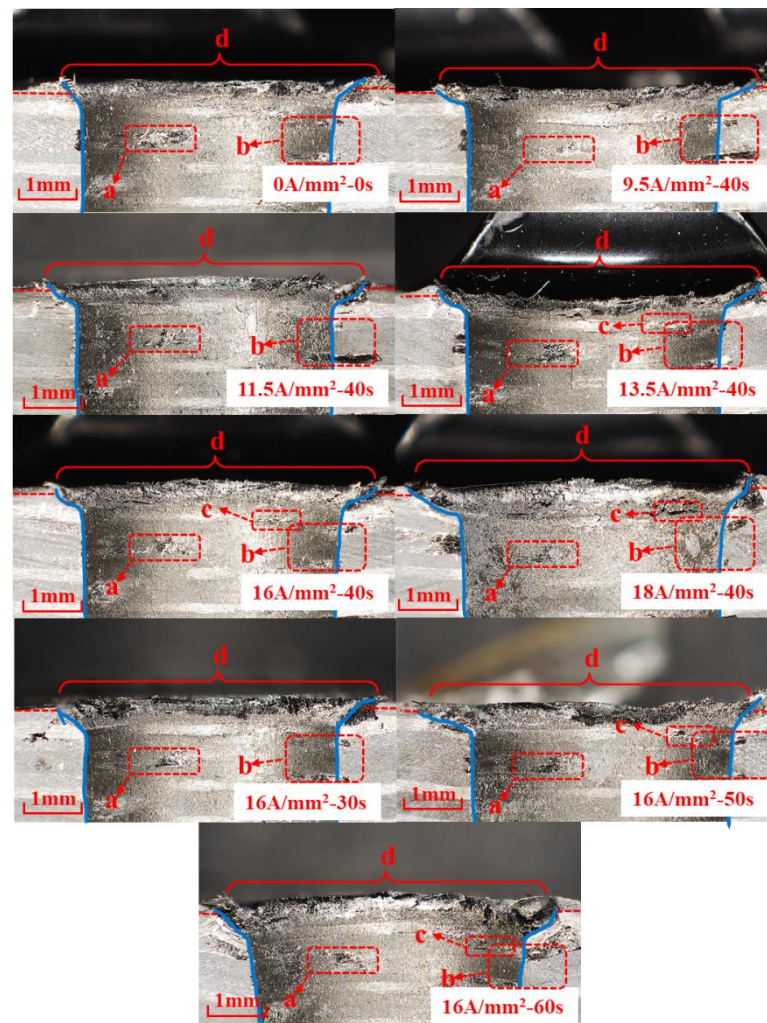 d
b
a
1mm
0A/mm²-0s
d
b
a
1mm
9.5A/mm²-40s
d
b
a
1mm
11.5A/mm²-40s
d
c
b
a
1mm
13.5A/mm²-40s
d
c
b
a
1mm
16A/mm²-40s
d
c
b
a
1mm
18A/mm²-40s
d
b
a
1mm
16A/mm²-30s
d
c
b
a
1mm
16A/mm²-50s
d
c
b
a
1mm
16A/mm²-60s